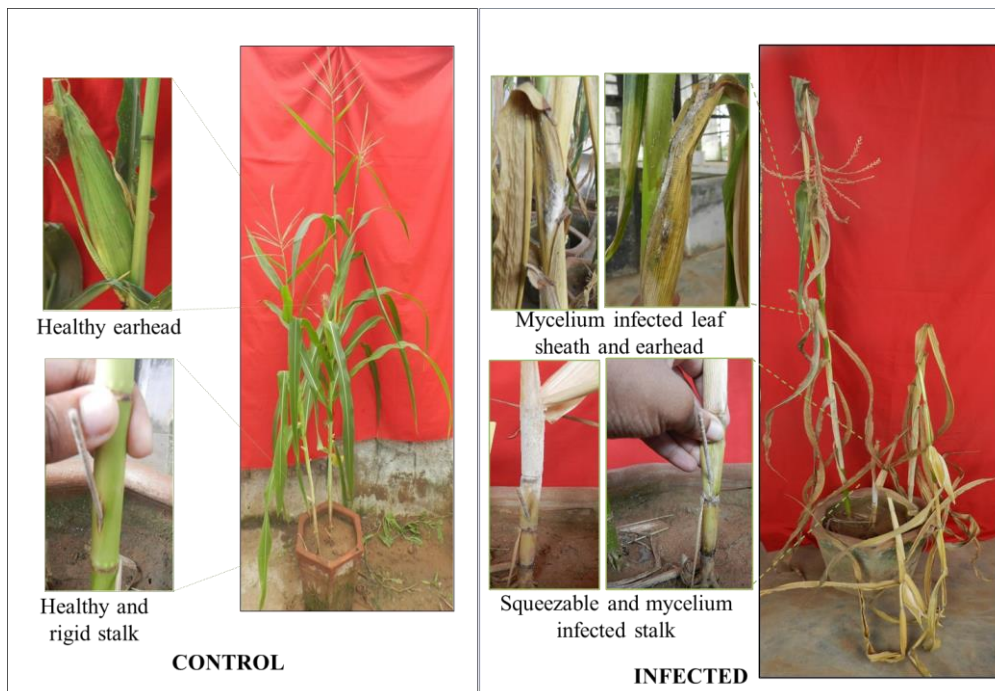 Healthy earhead
Healthy and
rigid stalk
CONTROL
Mycelium infected leaf
sheath and earhead
Squeezable and mycelium
infected stalk
INFECTED